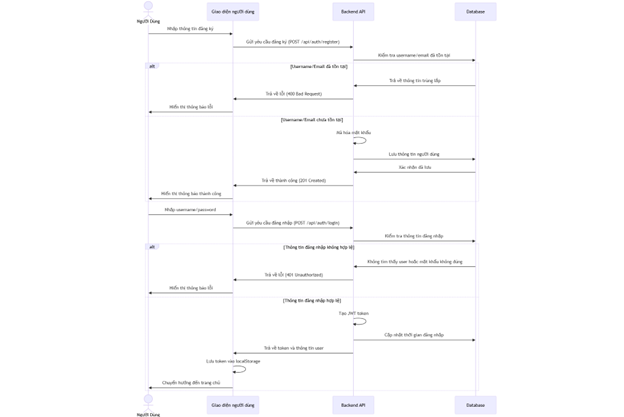 Người Dùng
Giao diện người dùng
Backend API
Database
Nhập thông tin đăng ký
Gửi yêu cầu đăng ký (POST /api/auth/register)
Kiểm tra username/email đã tồn tại
alt
[Username/Email đã tồn tại]
Trả về thông tin trùng lặp
Trả về lỗi (400 Bad Request)
Hiển thị thông báo lỗi
[Username/Email chưa tồn tại]
Mã hóa mật khẩu
Lưu thông tin người dùng
Xác nhận đã lưu
Trả về thành công (201 Created)
Hiển thị thông báo thành công
Nhập username/password
Gửi yêu cầu đăng nhập (POST /api/auth/login)
Kiểm tra thông tin đăng nhập
alt
[Thông tin đăng nhập không hợp lệ]
Không tìm thấy user hoặc mật khẩu không đúng
Trả về lỗi (401 Unauthorized)
Hiển thị thông báo lỗi
[Thông tin đăng nhập hợp lệ]
Tạo JWT token
Cập nhật thời gian đăng nhập
Trả về token và thông tin user
Lưu token vào localStorage
Chuyển hướng đến trang chủ
Người Dùng
Giao diện người dùng
Backend API
Database